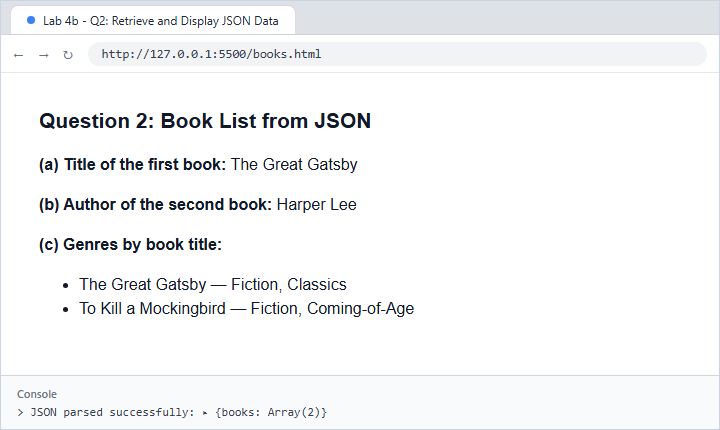 Lab 4b - Q2: Retrieve and Display JSON Data
← → ↻ http://127.0.0.1:5500/books.html
Question 2: Book List from JSON
(a) Title of the first book: The Great Gatsby
(b) Author of the second book: Harper Lee
(c) Genres by book title:
• The Great Gatsby — Fiction, Classics
• To Kill a Mockingbird — Fiction, Coming-of-Age
Console
> JSON parsed successfully: ▸ {books: Array(2)}